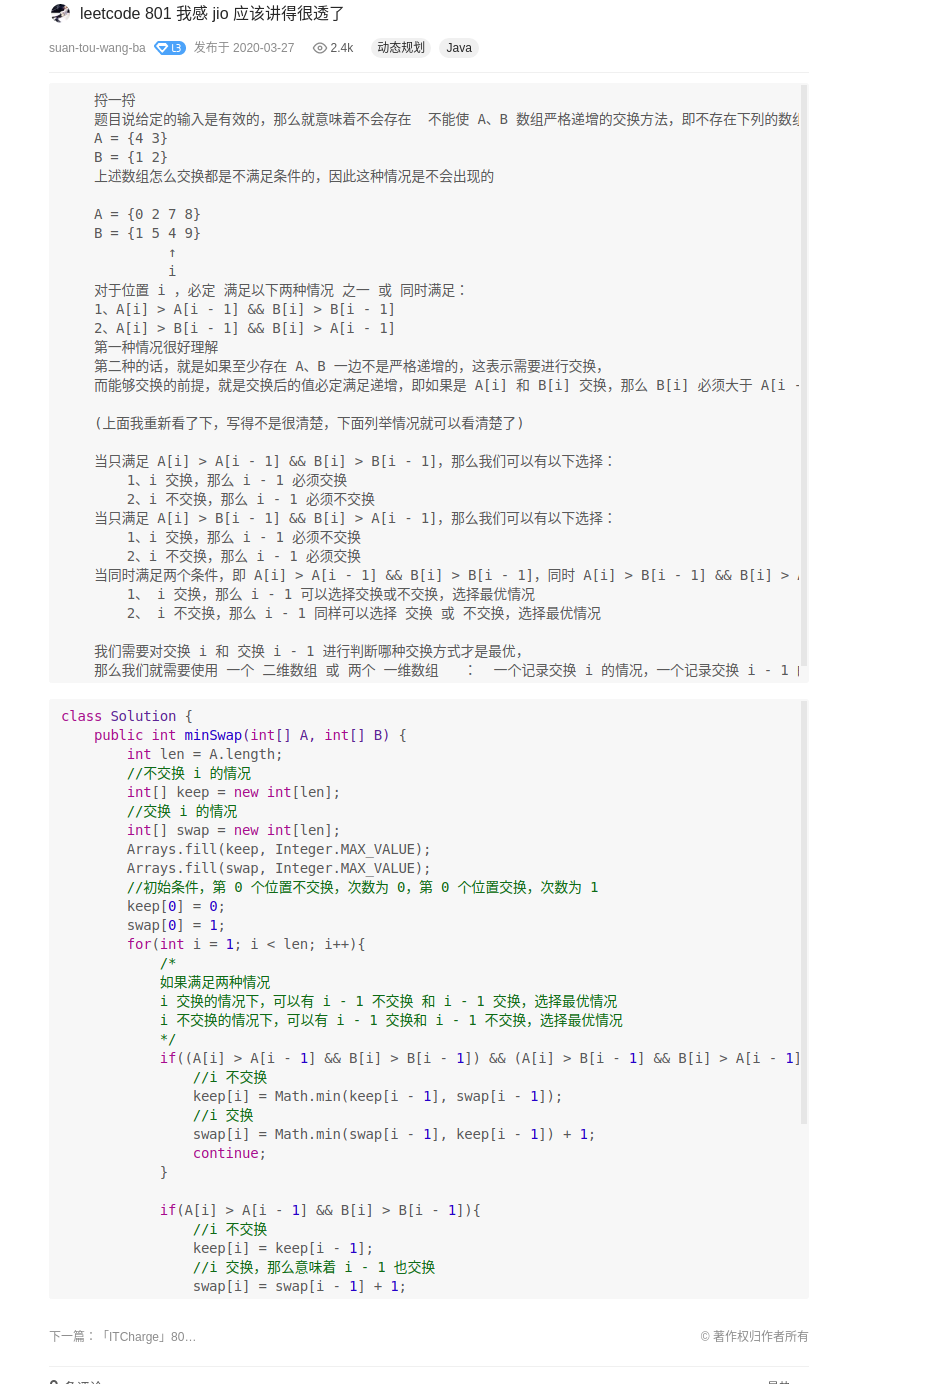 leetcode 801 我感 jio 应该讲得很透了
suan-tou-wang-ba L3 发布于 2020-03-27 2.4k 动态规划 Java
捋一捋
题目说给定的输入是有效的，那么就意味着不会存在  不能使 A、B 数组严格递增的交换方法，即不存在下列的数组
A = {4 3}
B = {1 2}
上述数组怎么交换都是不满足条件的，因此这种情况是不会出现的
A = {0 2 7 8}
B = {1 5 4 9}
↑
i
对于位置 i ，必定 满足以下两种情况 之一 或 同时满足：
1、A[i] > A[i - 1] && B[i] > B[i - 1]
2、A[i] > B[i - 1] && B[i] > A[i - 1]
第一种情况很好理解
第二种的话，就是如果至少存在 A、B 一边不是严格递增的，这表示需要进行交换，
而能够交换的前提，就是交换后的值必定满足递增，即如果是 A[i] 和 B[i] 交换，那么 B[i] 必须大于 A[i -
(上面我重新看了下，写得不是很清楚，下面列举情况就可以看清楚了)
当只满足 A[i] > A[i - 1] && B[i] > B[i - 1]，那么我们可以有以下选择：
1、i 交换，那么 i - 1 必须交换
2、i 不交换，那么 i - 1 必须不交换
当只满足 A[i] > B[i - 1] && B[i] > A[i - 1]，那么我们可以有以下选择：
1、i 交换，那么 i - 1 必须不交换
2、i 不交换，那么 i - 1 必须交换
当同时满足两个条件，即 A[i] > A[i - 1] && B[i] > B[i - 1]，同时 A[i] > B[i - 1] && B[i] >
1、 i 交换，那么 i - 1 可以选择交换或不交换，选择最优情况
2、 i 不交换，那么 i - 1 同样可以选择 交换 或 不交换，选择最优情况
我们需要对交换 i 和 交换 i - 1 进行判断哪种交换方式才是最优，
那么我们就需要使用 一个 二维数组 或 两个 一维数组   ：  一个记录交换 i 的情况，一个记录交换 i - 1
class Solution {
public int minSwap(int[] A, int[] B) {
int len = A.length;
//不交换 i 的情况
int[] keep = new int[len];
//交换 i 的情况
int[] swap = new int[len];
Arrays.fill(keep, Integer.MAX_VALUE);
Arrays.fill(swap, Integer.MAX_VALUE);
//初始条件，第 0 个位置不交换，次数为 0，第 0 个位置交换，次数为 1
keep[0] = 0;
swap[0] = 1;
for(int i = 1; i < len; i++){
/*
如果满足两种情况
i 交换的情况下，可以有 i - 1 不交换 和 i - 1 交换，选择最优情况
i 不交换的情况下，可以有 i - 1 交换和 i - 1 不交换，选择最优情况
*/
if((A[i] > A[i - 1] && B[i] > B[i - 1]) && (A[i] > B[i - 1] && B[i] > A[i - 1]
//i 不交换
keep[i] = Math.min(keep[i - 1], swap[i - 1]);
//i 交换
swap[i] = Math.min(swap[i - 1], keep[i - 1]) + 1;
continue;
}
if(A[i] > A[i - 1] && B[i] > B[i - 1]){
//i 不交换
keep[i] = keep[i - 1];
//i 交换，那么意味着 i - 1 也交换
swap[i] = swap[i - 1] + 1;
下一篇：「ITCharge」80… © 著作权归作者所有